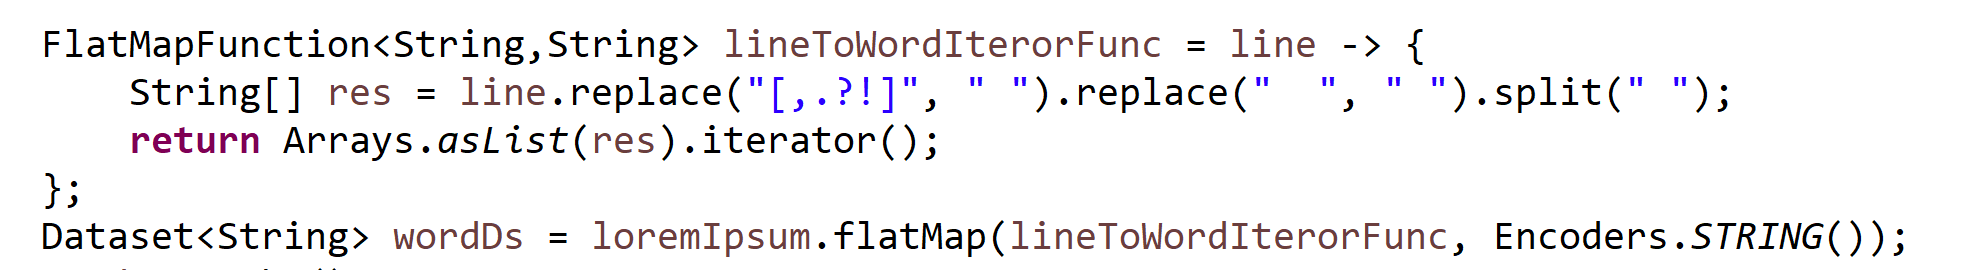 FlatMapFunction<String,String> lineToWordIterorFunc = line -> {
    String[] res = line.replace("[,.?!]", " ").replace("  ", " ").split(" ");
    return Arrays.asList(res).iterator();
};
Dataset<String> wordDs = loremIpsum.flatMap(lineToWordIterorFunc, Encoders.STRING());